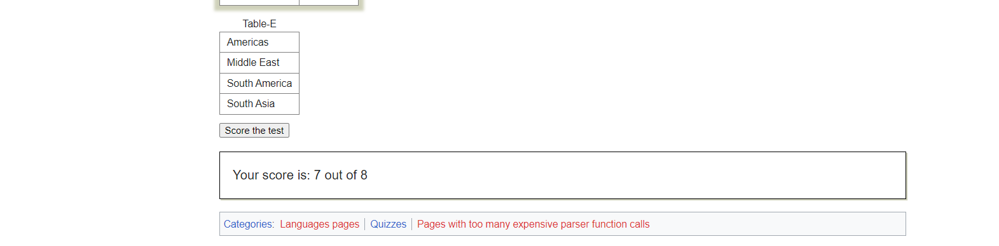 Table-E
Americas
Middle East
South America
South Asia
Score the test
Your score is: 7 out of 8
Categories: Languages pages Quizzes Pages with too many expensive parser function calls